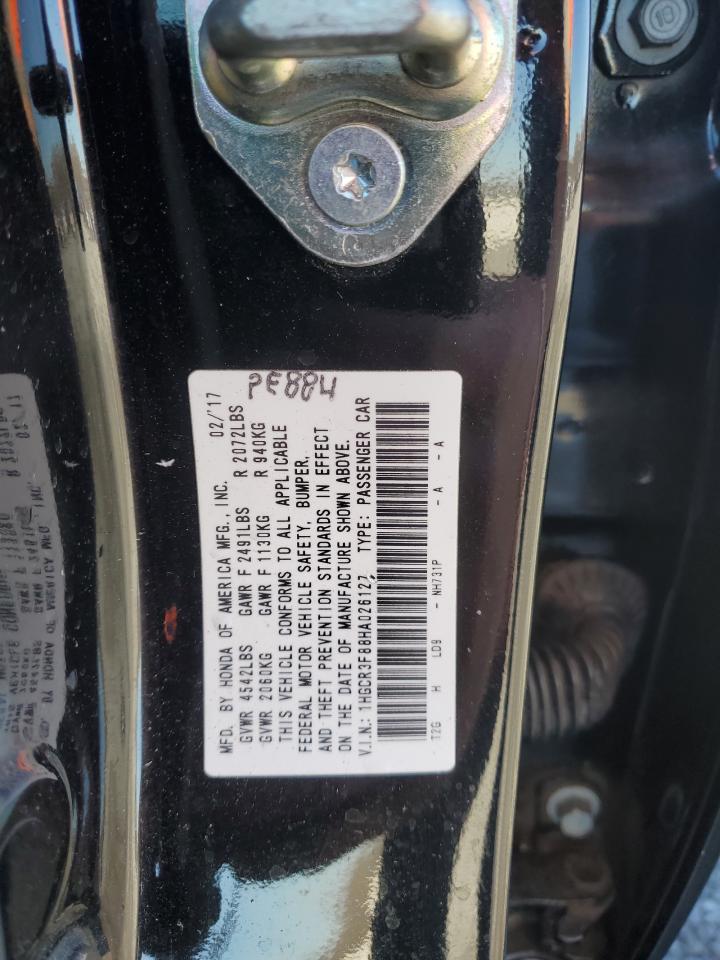 PE884
MFD. BY HONDA OF AMERICA MFG., INC. 02/'17
GVWR 4542LBS GAWR F 2491LBS R 2072LBS
GVWR 2060KG GAWR F 1130KG R 940KG
THIS VEHICLE CONFORMS TO ALL APPLICABLE
FEDERAL MOTOR VEHICLE SAFETY, BUMPER,
AND THEFT PREVENTION STANDARDS IN EFFECT
ON THE DATE OF MANUFACTURE SHOWN ABOVE.
V.I.N.: 1HGCR3F88HA026127 TYPE: PASSENGER CAR
T2G H LD9 - NH731P - A - A
10